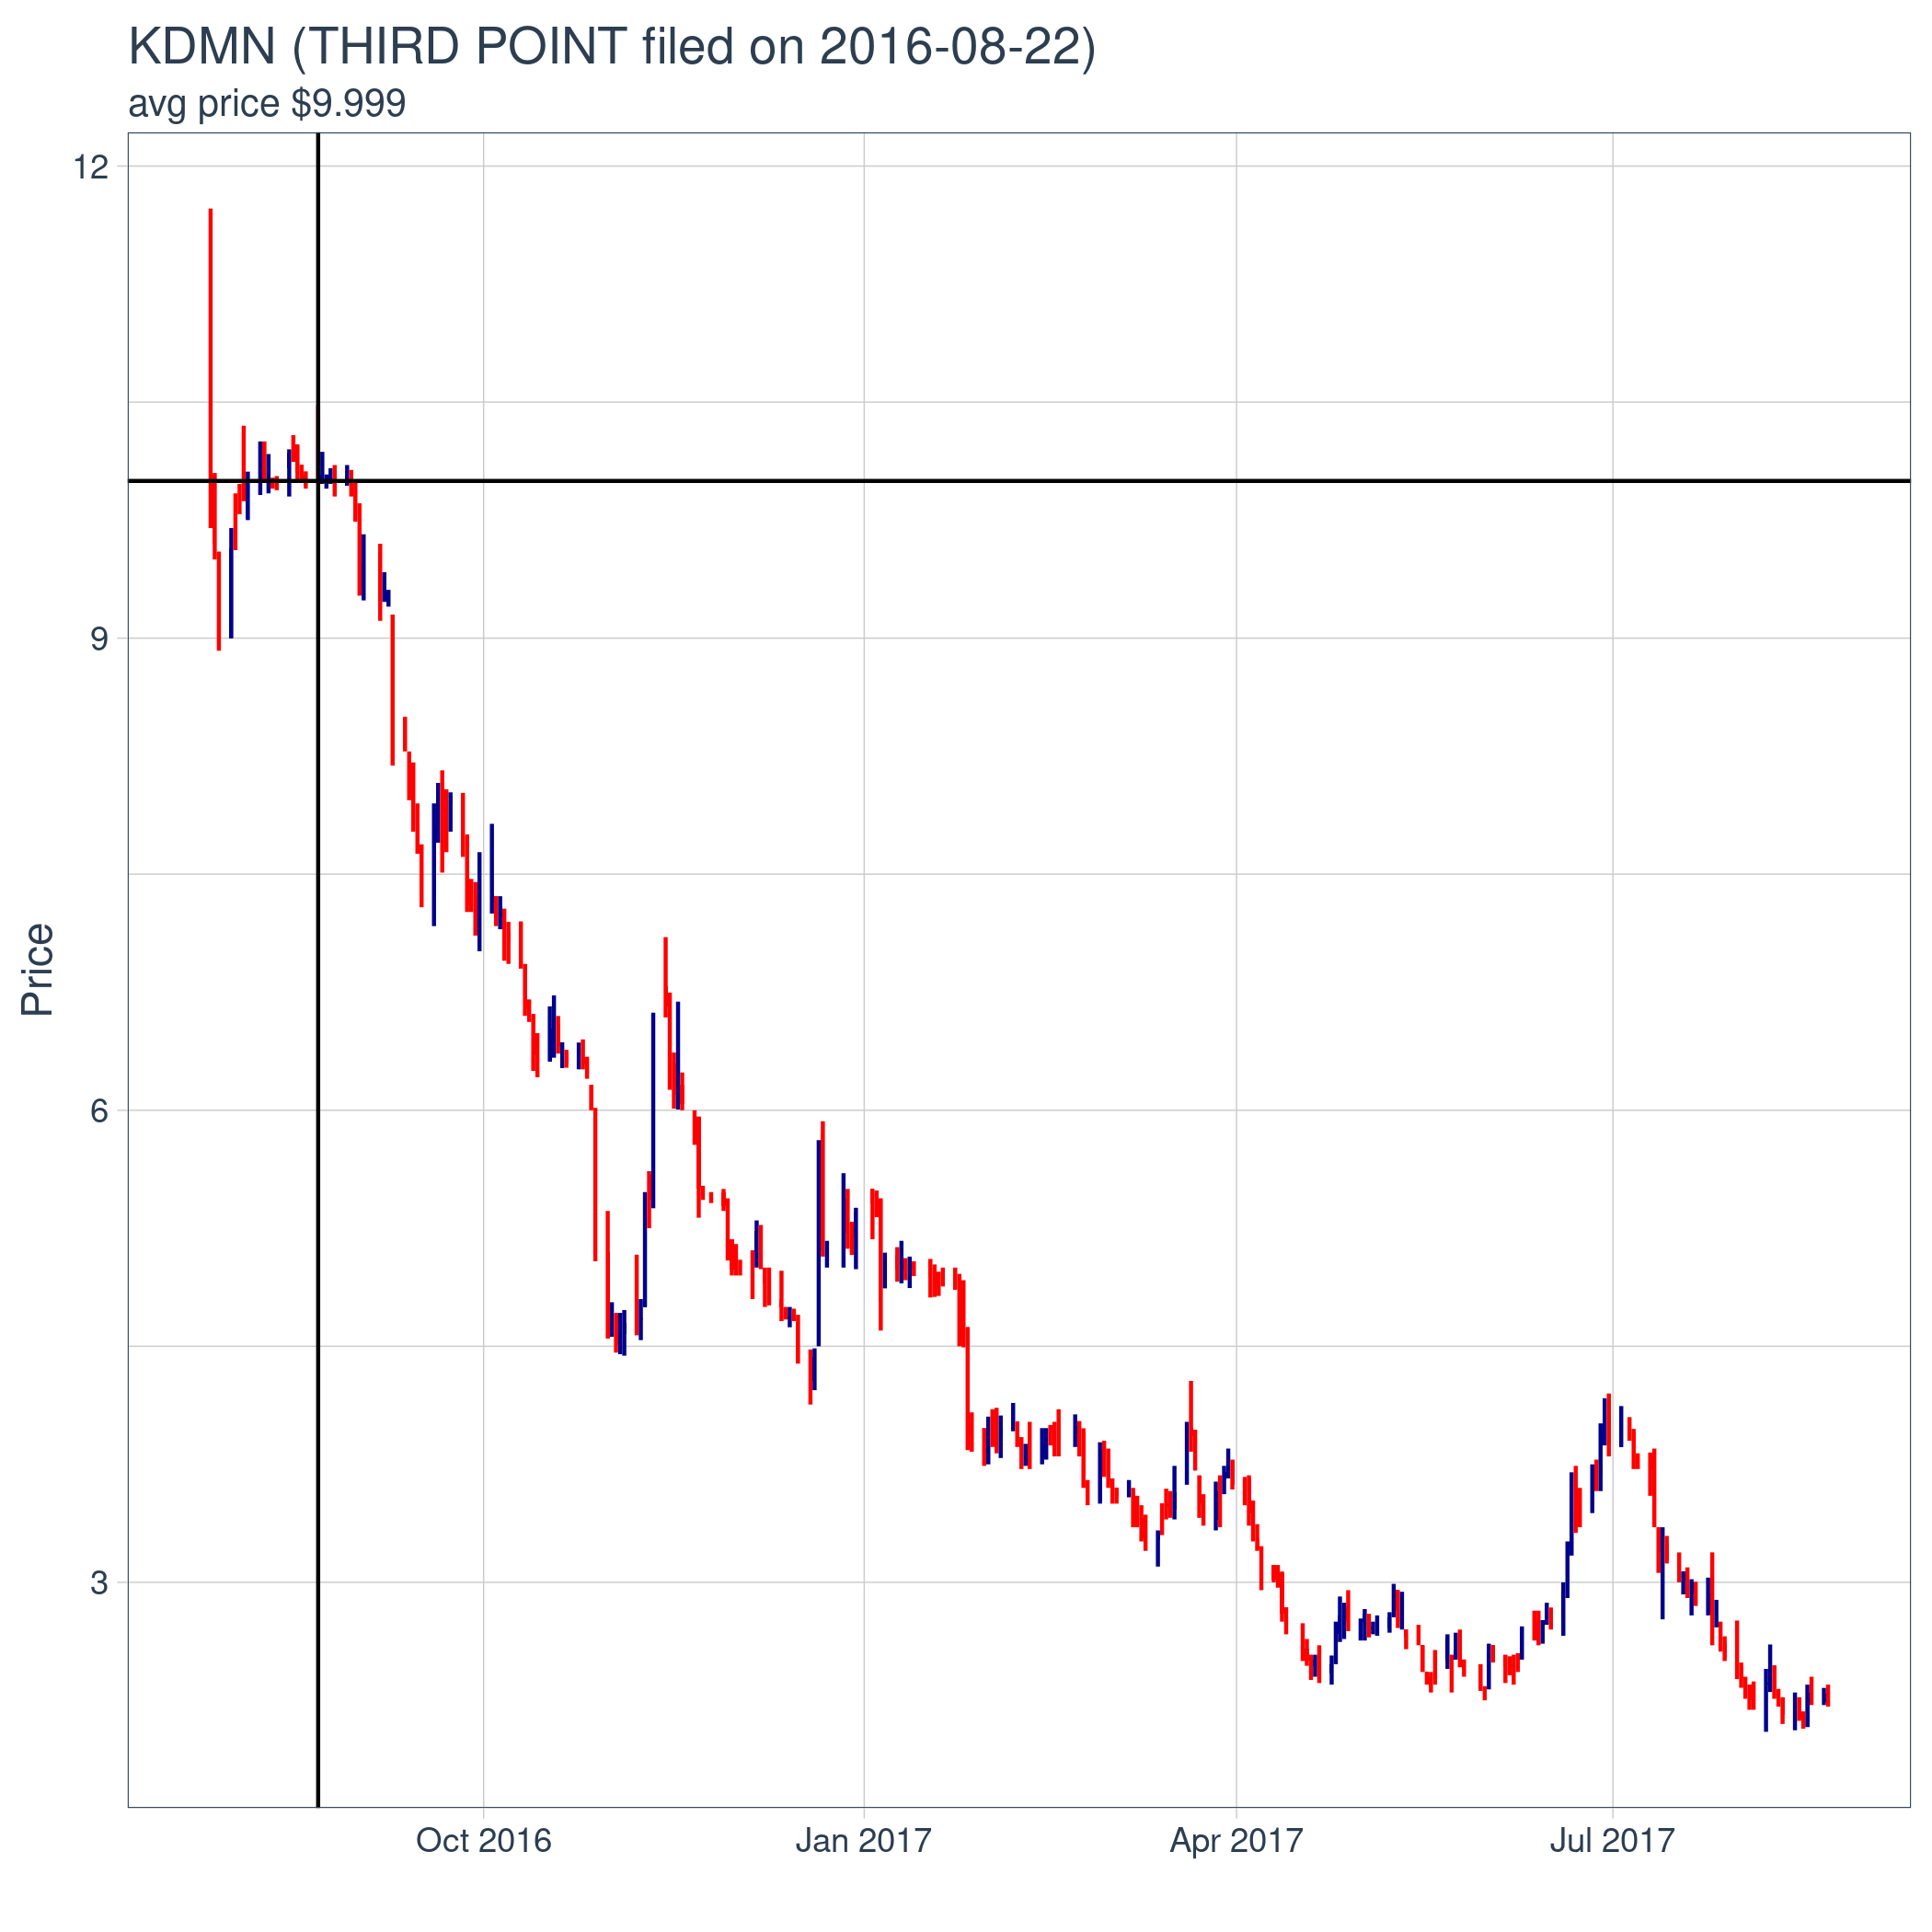 KDMN (THIRD POINT filed on 2016-08-22)
avg price $9.999
12
9
6
3
Price
Oct 2016
Jan 2017
Apr 2017
Jul 2017